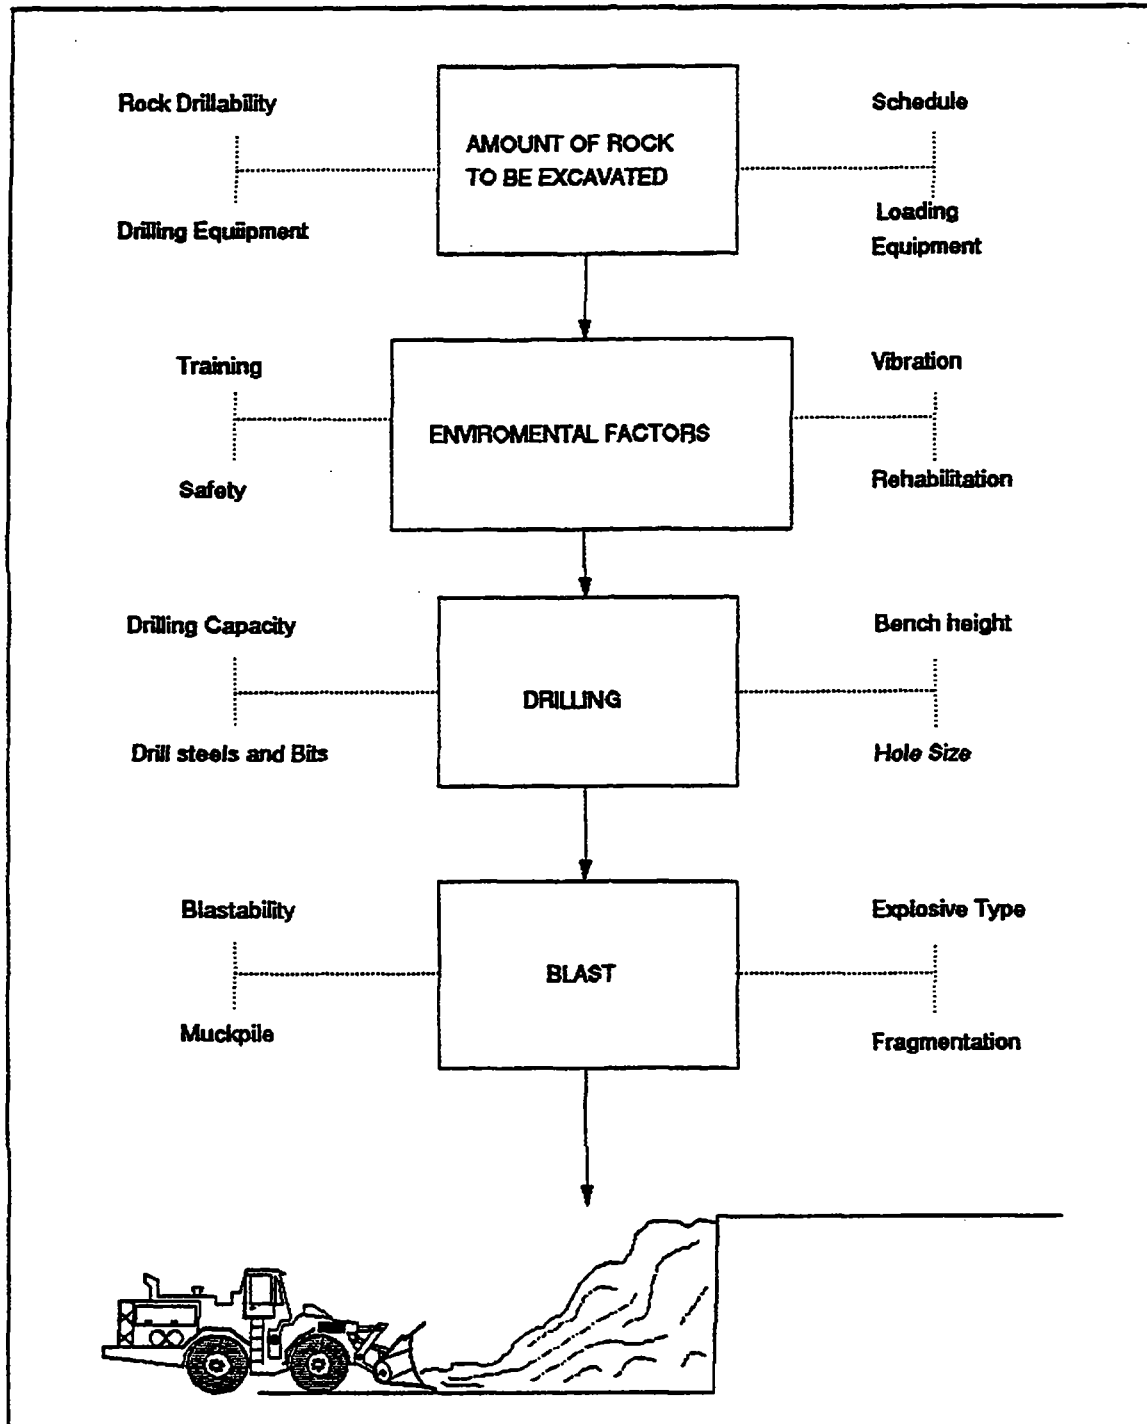 Rock Drillability
Schedule
AMOUNT OF ROCK
TO BE EXCAVATED
Drilling Equiipment
Loading
Equipment
Training
Vibration
ENVIROMENTAL FACTORS
Safety
Rehabilitation
Drilling Capacity
Bench height
DRILLING
Drill steels and Bits
Hole Size
Blastability
Explosive Type
BLAST
Muckpile
Fragmentation